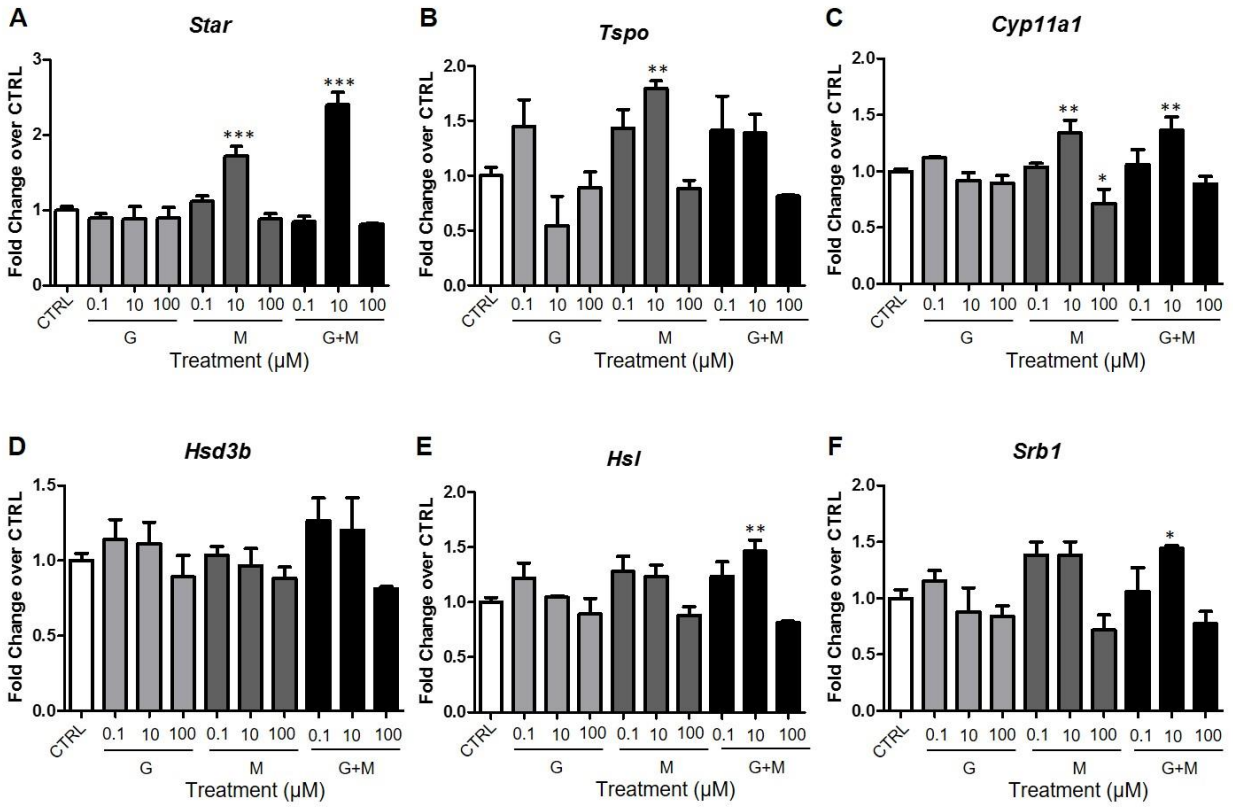 A
Star
Fold Change over CTRL
3
2
1
0
***
***
CTRL
0.1 10 100 0.1 10 100 0.1 10 100
G M G+M
Treatment (µM)
B
Tspo
Fold Change over CTRL
2.0
1.5
1.0
0.5
0.0
**
CTRL
0.1 10 100 0.1 10 100 0.1 10 100
G M G+M
Treatment (µM)
C
Cyp11a1
Fold Change over CTRL
2.0
1.5
1.0
0.5
0.0
** **
*
CTRL
0.1 10 100 0.1 10 100 0.1 10 100
G M G+M
Treatment (µM)
D
Hsd3b
Fold Change over CTRL
1.5
1.0
0.5
0.0
CTRL
0.1 10 100 0.1 10 100 0.1 10 100
G M G+M
Treatment (µM)
E
Hsl
Fold Change over CTRL
2.0
1.5
1.0
0.5
0.0
**
CTRL
0.1 10 100 0.1 10 100 0.1 10 100
G M G+M
Treatment (µM)
F
Srb1
Fold Change over CTRL
2.0
1.5
1.0
0.5
0.0
*
CTRL
0.1 10 100 0.1 10 100 0.1 10 100
G M G+M
Treatment (µM)